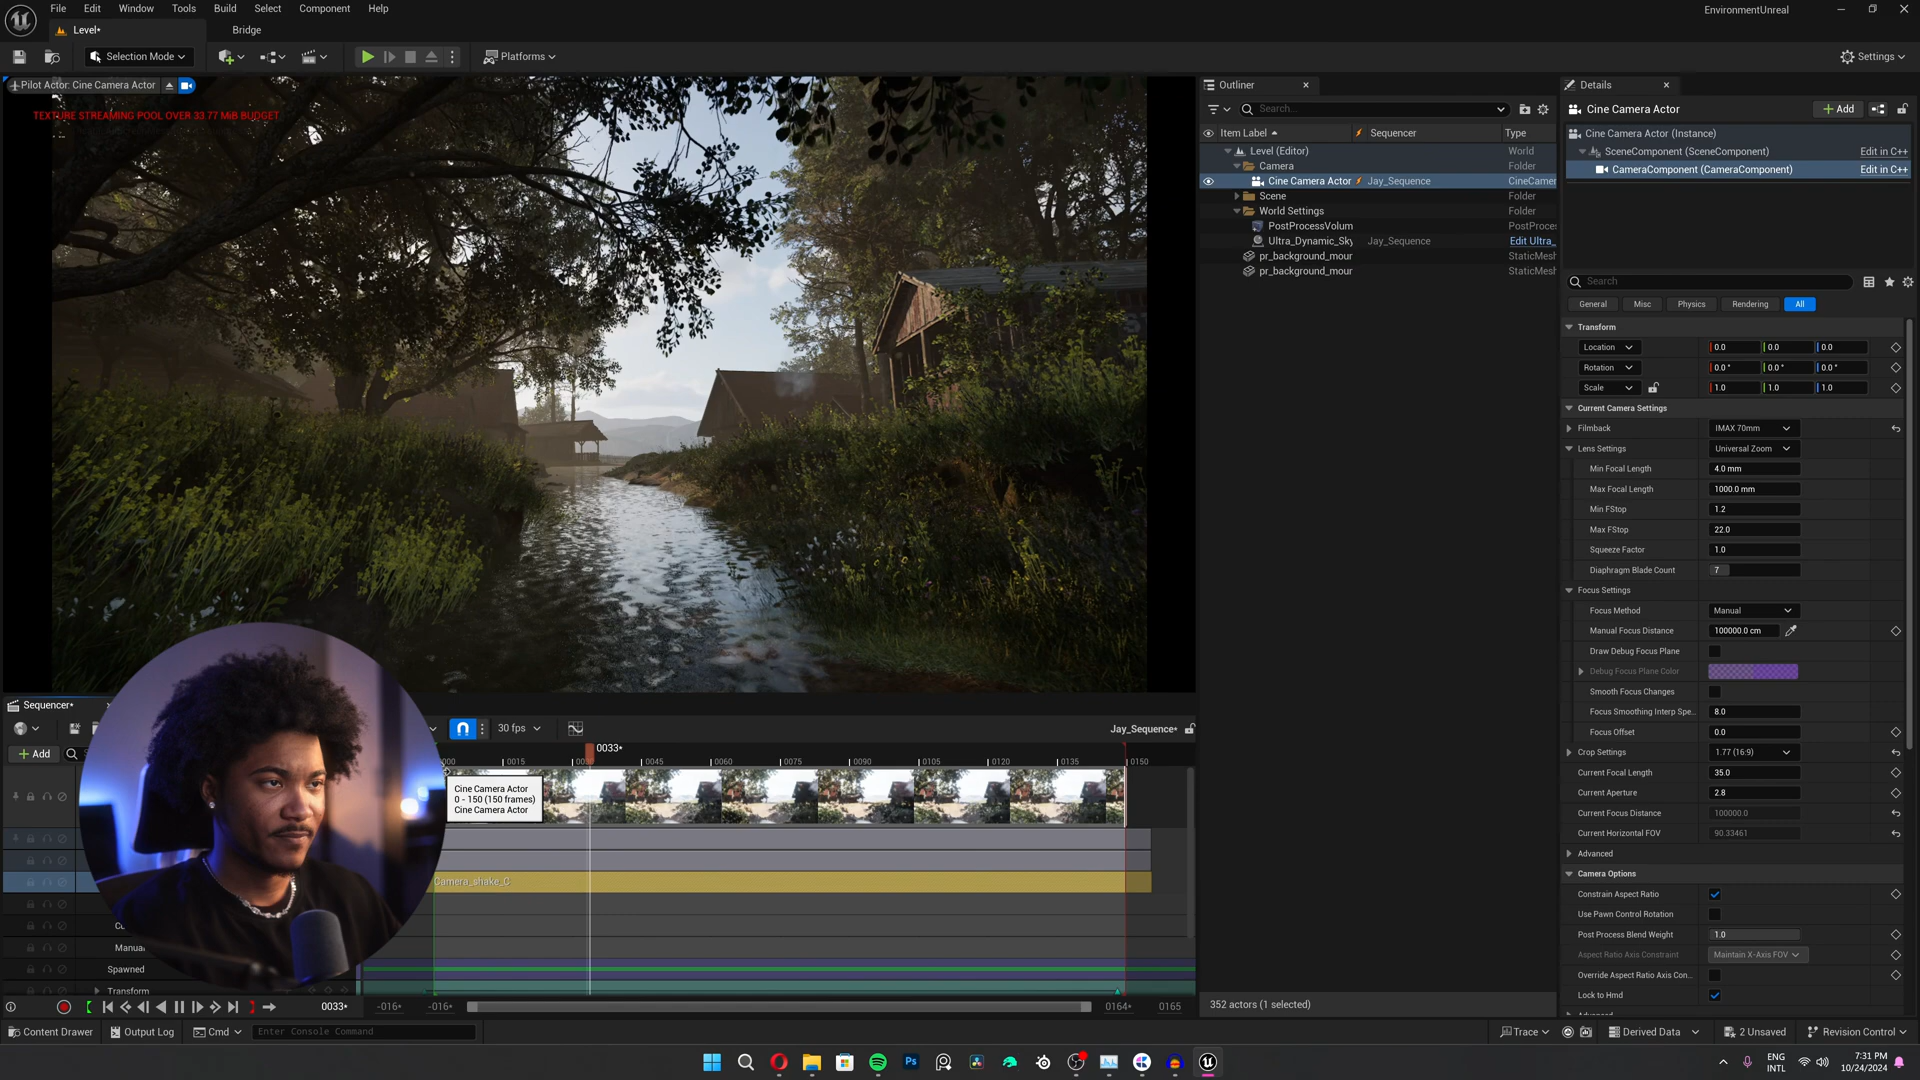 File Edit Window Tools Build Select Component Help
EnvironmentUnreal
Level*
Bridge
Selection Mode
Platforms
Settings
Pilot Actor: Cine Camera Actor
TEXTURE STREAMING POOL OVER 33.77 MiB BUDGET
Outliner
Search...
Item Label Sequencer Type
Level (Editor) World
Camera Folder
Cine Camera Actor Jay_Sequence CineCamer
Scene Folder
World Settings Folder
PostProcessVolum PostProce
Ultra_Dynamic_Sky Jay_Sequence Edit Ultra_
pr_background_mour StaticMesh
pr_background_mour StaticMesh
352 actors (1 selected)
Details
Cine Camera Actor
Add
Cine Camera Actor (Instance)
SceneComponent (SceneComponent) Edit in C++
CameraComponent (CameraComponent) Edit in C++
Search
General Misc Physics Rendering All
Transform
Location 0.0 0.0 0.0
Rotation 0.0 ° 0.0 ° 0.0 °
Scale 1.0 1.0 1.0
Current Camera Settings
Filmback IMAX 70mm
Lens Settings Universal Zoom
Min Focal Length 4.0 mm
Max Focal Length 1000.0 mm
Min FStop 1.2
Max FStop 22.0
Squeeze Factor 1.0
Diaphragm Blade Count 7
Focus Settings
Focus Method Manual
Manual Focus Distance 100000.0 cm
Draw Debug Focus Plane
Debug Focus Plane Color
Smooth Focus Changes
Focus Smoothing Interp Spe... 8.0
Focus Offset 0.0
Crop Settings 1.77 (16:9)
Current Focal Length 35.0
Current Aperture 2.8
Current Focus Distance 100000.0
Current Horizontal FOV 90.33461
Advanced
Camera Options
Constrain Aspect Ratio
Use Pawn Control Rotation
Post Process Blend Weight 1.0
Aspect Ratio Axis Constraint Maintain X-Axis FOV
Override Aspect Ratio Axis Con...
Lock to Hmd
Sequencer*
30 fps
Jay_Sequence*
Add
0033*
0015 0045 0060 0075 0090 0105 0120 0150
Cine Camera Actor
0 - 150 (150 frames)
Cine Camera Actor
Camera_shake_C
Manua
Spawned
Transform
0033* -016* -016* 0164* 0165
Content Drawer Output Log Cmd Enter Console Command
Trace Derived Data 2 Unsaved Revision Control
Ps
ENG
INTL
7:31 PM
10/24/2024